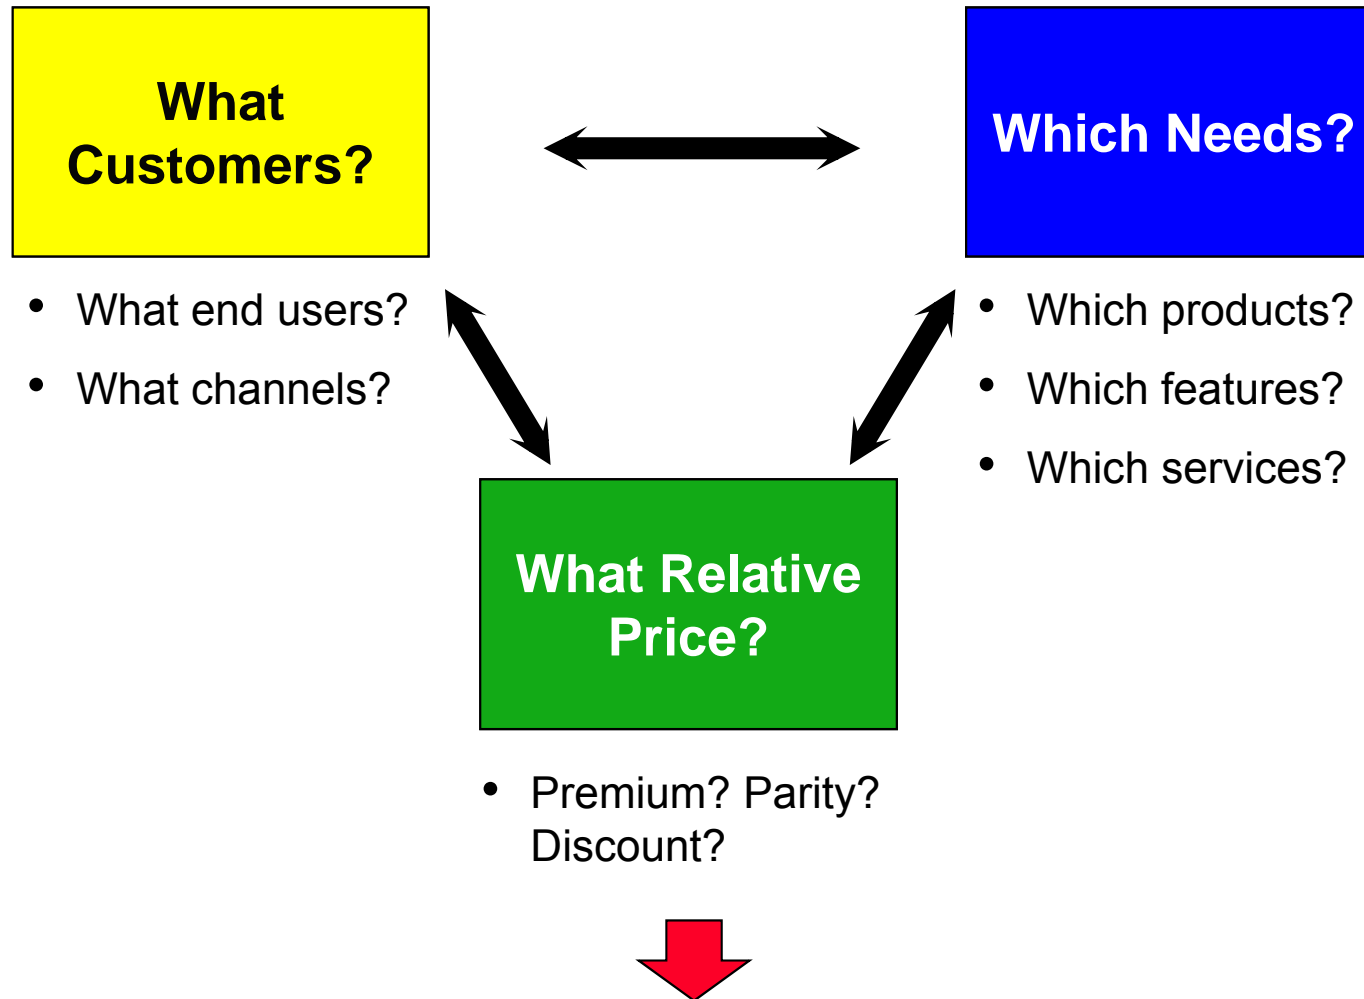 What
Customers?
• What end users?
• What channels?
Which Needs?
• Which products?
• Which features?
• Which services?
What Relative
Price?
• Premium? Parity?
Discount?